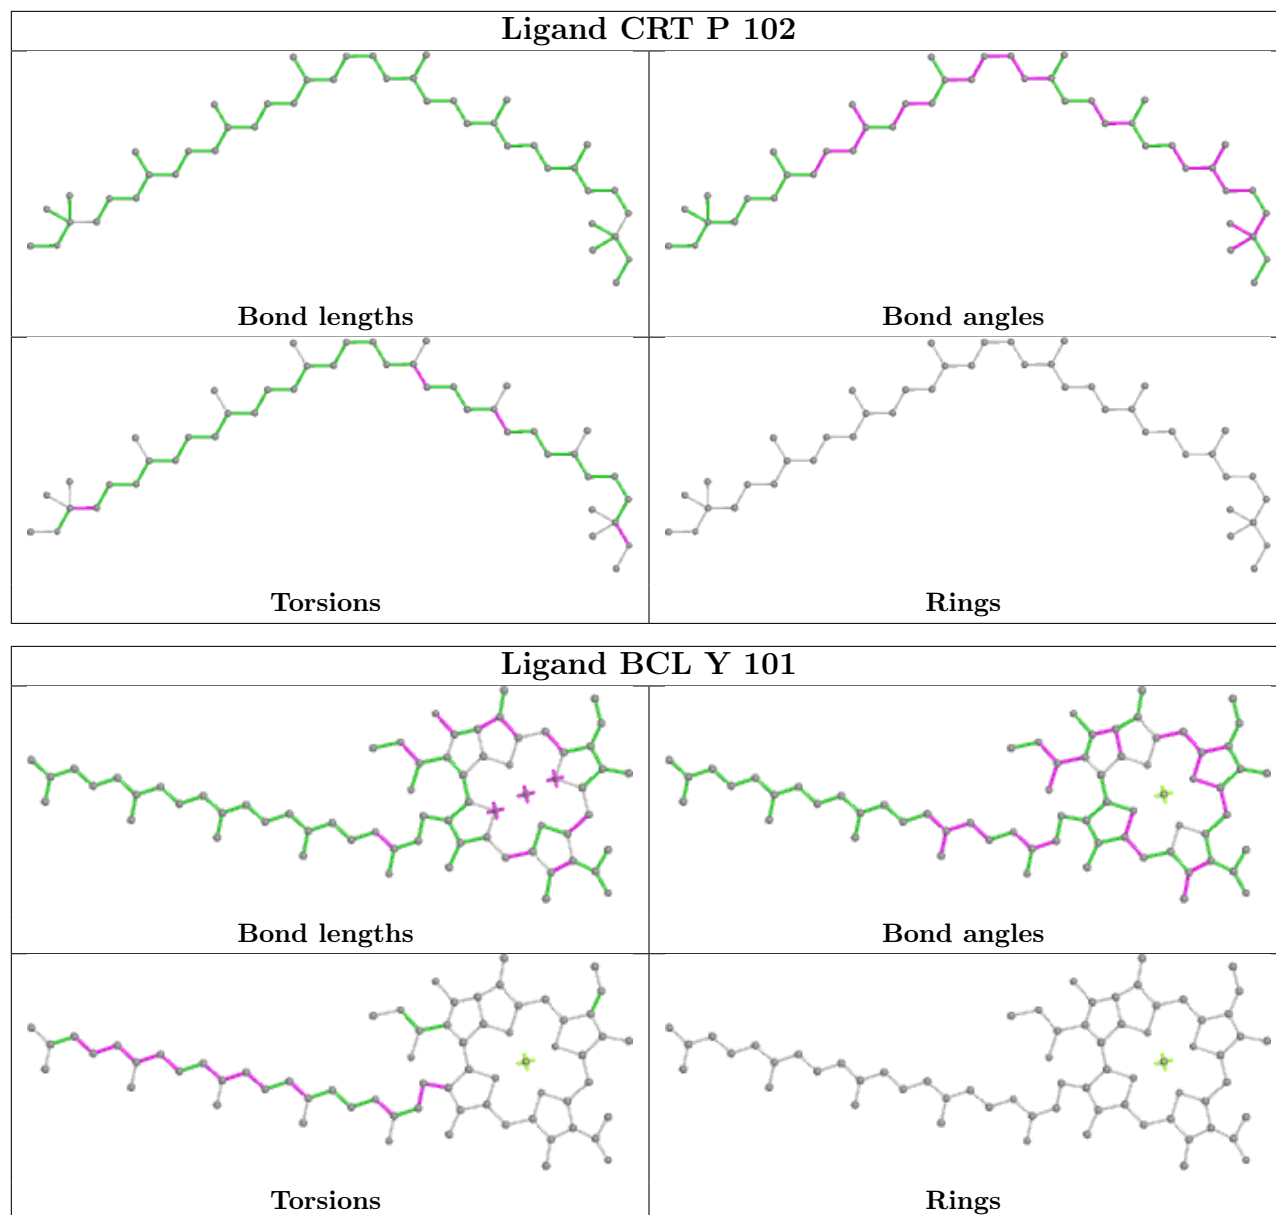 Ligand CRT P 102
Bond lengths
Bond angles
Torsions
Rings
Ligand BCL Y 101
Bond lengths
Bond angles
Torsions
Rings